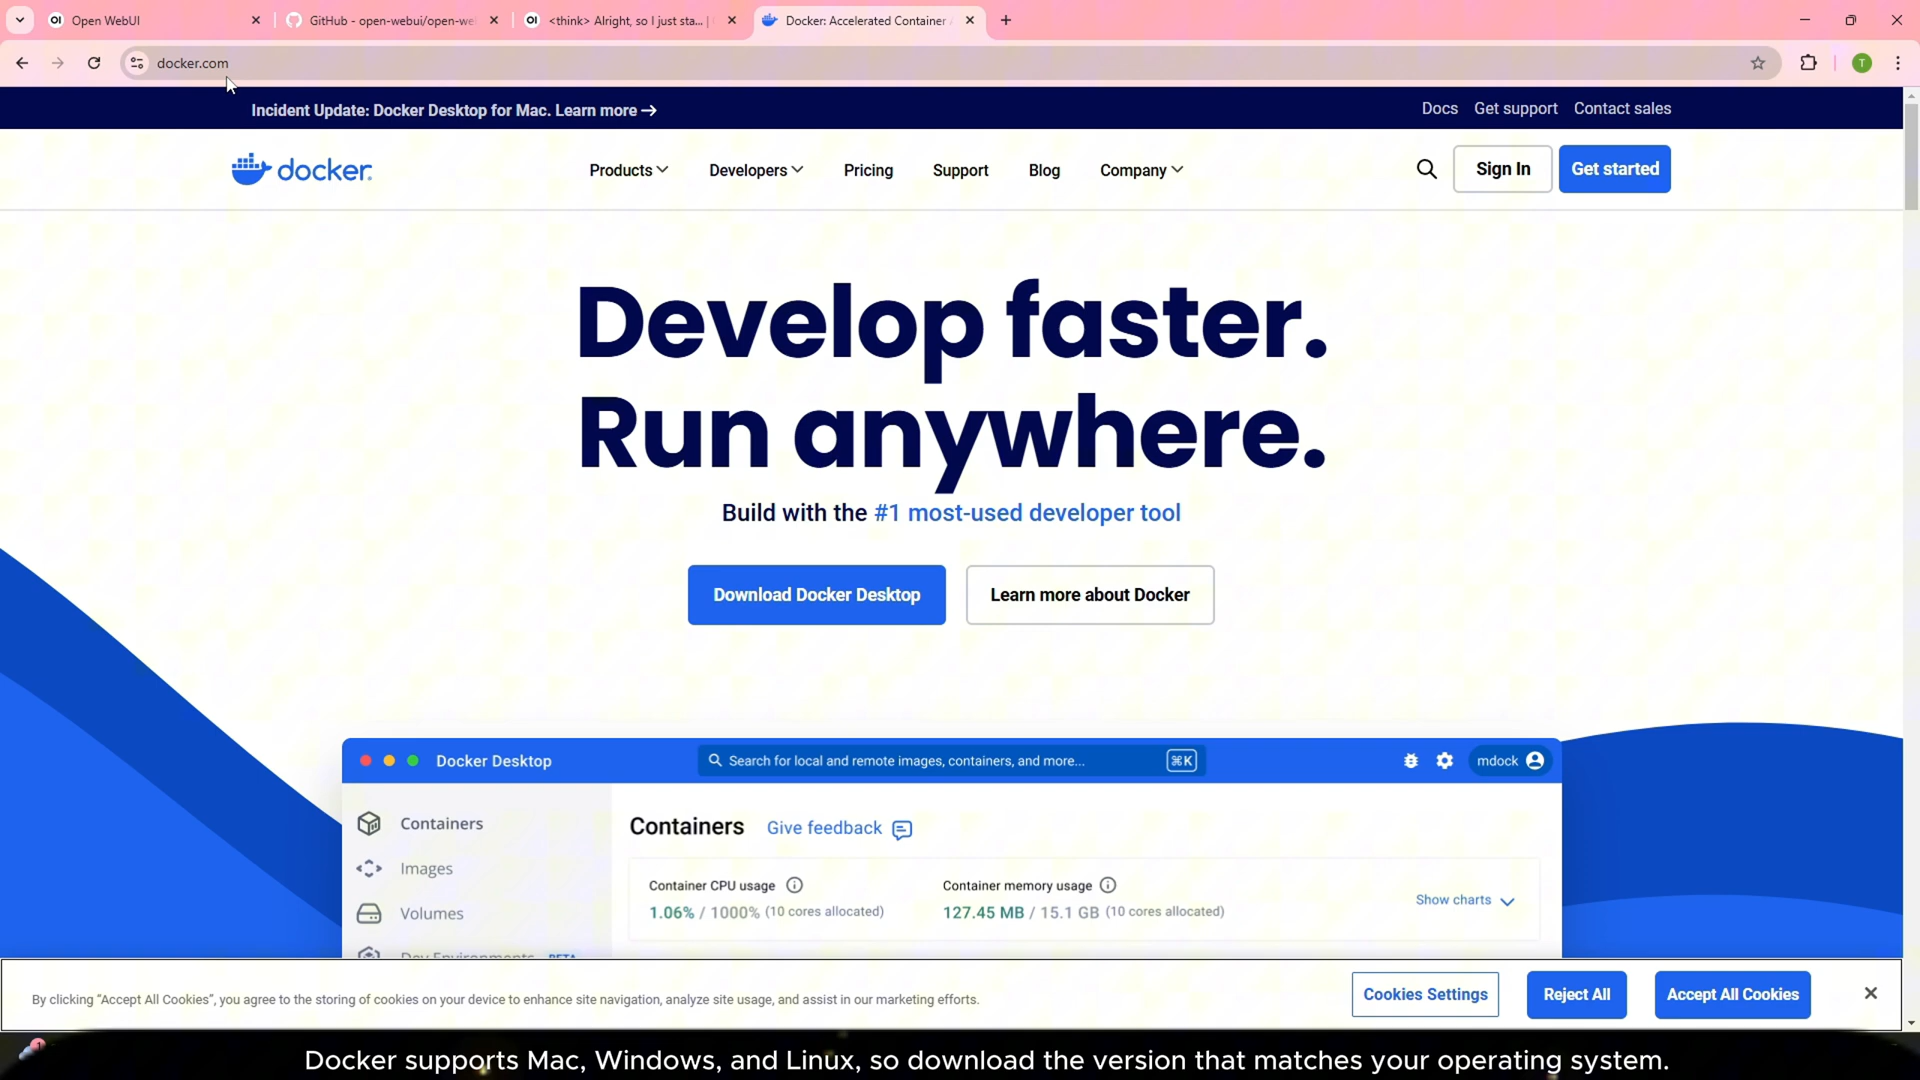 Open WebUI
GitHub - open-webui/open-we
<think> Alright, so I just sta... |
Docker: Accelerated Container
docker.com
T
Incident Update: Docker Desktop for Mac. Learn more →
Docs Get support Contact sales
docker.
Products Developers Pricing Support Blog Company
Sign In
Get started
Develop faster.
Run anywhere.
Build with the #1 most-used developer tool
Download Docker Desktop
Learn more about Docker
Docker Desktop
Search for local and remote images, containers, and more...
⌘K
mdock
Containers
Images
Volumes
Dev Environments BETA
Containers Give feedback
Container CPU usage
1.06% / 1000% (10 cores allocated)
Container memory usage
127.45 MB / 15.1 GB (10 cores allocated)
Show charts
By clicking “Accept All Cookies”, you agree to the storing of cookies on your device to enhance site navigation, analyze site usage, and assist in our marketing efforts.
Cookies Settings
Reject All
Accept All Cookies
1
Docker supports Mac, Windows, and Linux, so download the version that matches your operating system.